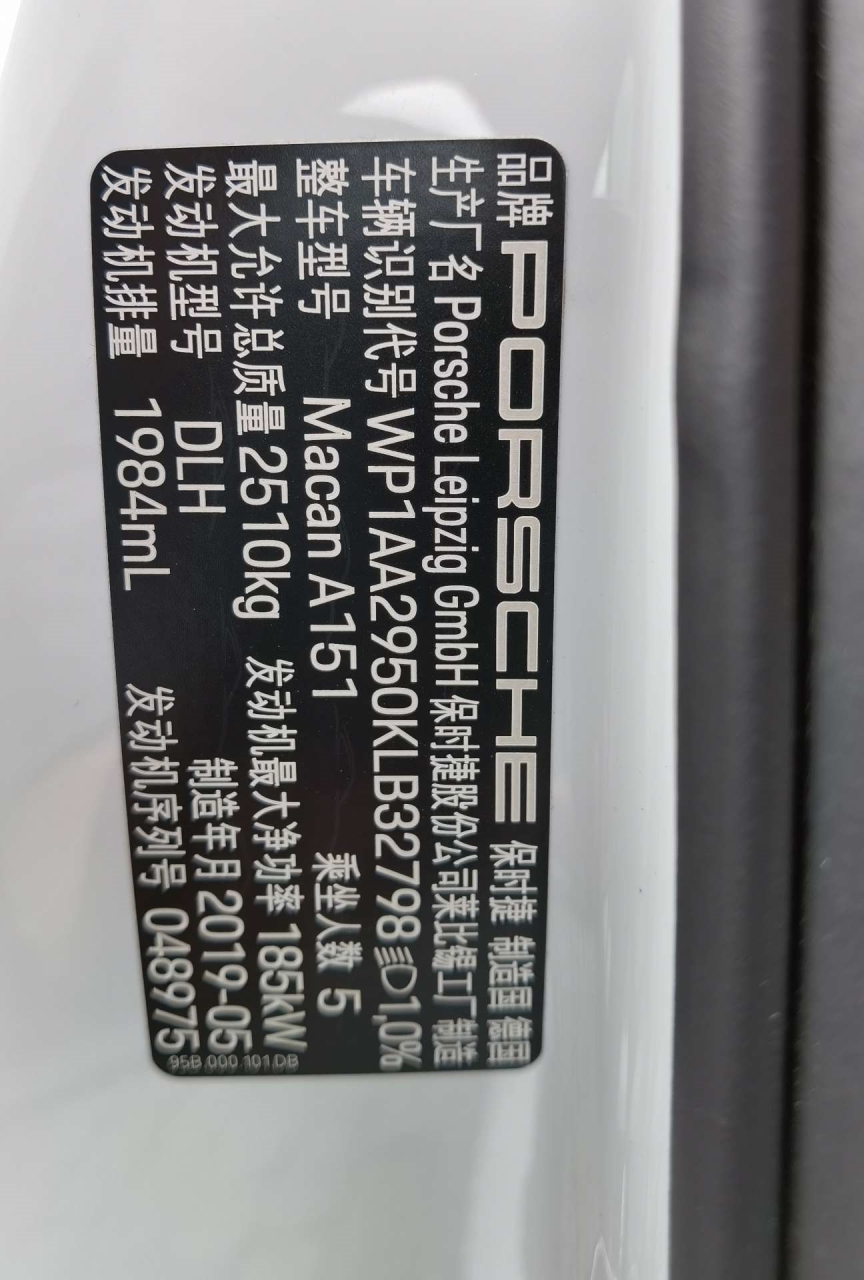 品牌 PORSCHE 保时捷 制造国 德国
生产厂名 Porsche Leipzig GmbH 保时捷股份公司莱比锡工厂 制造
车辆识别代号 WP1AA2950KLB32798 1,0%
整车型号 Macan A151 乘坐人数 5
最大允许总质量 2510kg 发动机最大净功率 185kW
发动机型号 DLH 制造年月 2019-05
发动机排量 1984mL 发动机序列号 048975
95B.000.101.DB